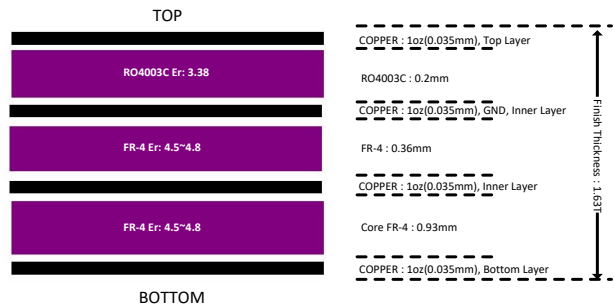 TOP
COPPER : 1oz(0.035mm), Top Layer
RO4003C Er: 3.38
RO4003C : 0.2mm
COPPER : 1oz(0.035mm), GND, Inner Layer
FR-4 Er: 4.5~4.8
FR-4 : 0.36mm
COPPER : 1oz(0.035mm), Inner Layer
FR-4 Er: 4.5~4.8
Core FR-4 : 0.93mm
COPPER : 1oz(0.035mm), Bottom Layer
BOTTOM
Finish Thickness : 1.63T